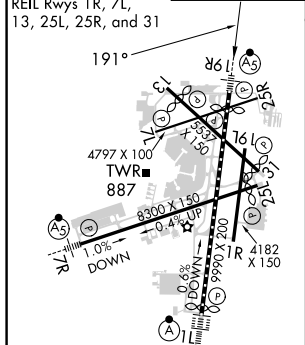 REIL Rwys 1R, 7L,
13, 25L, 25R, and 31
191°
19R
A5
13
P
25R
P
7L
P
5537
X 150
4797 X 100
TWR
887
19L
P
31
25L
P
A5
P
8300 X 150
0.4% UP
7R
1.0%
DOWN
0.6%
DOWN
9990 X 200
1R
4182
X 150
P
A
1L